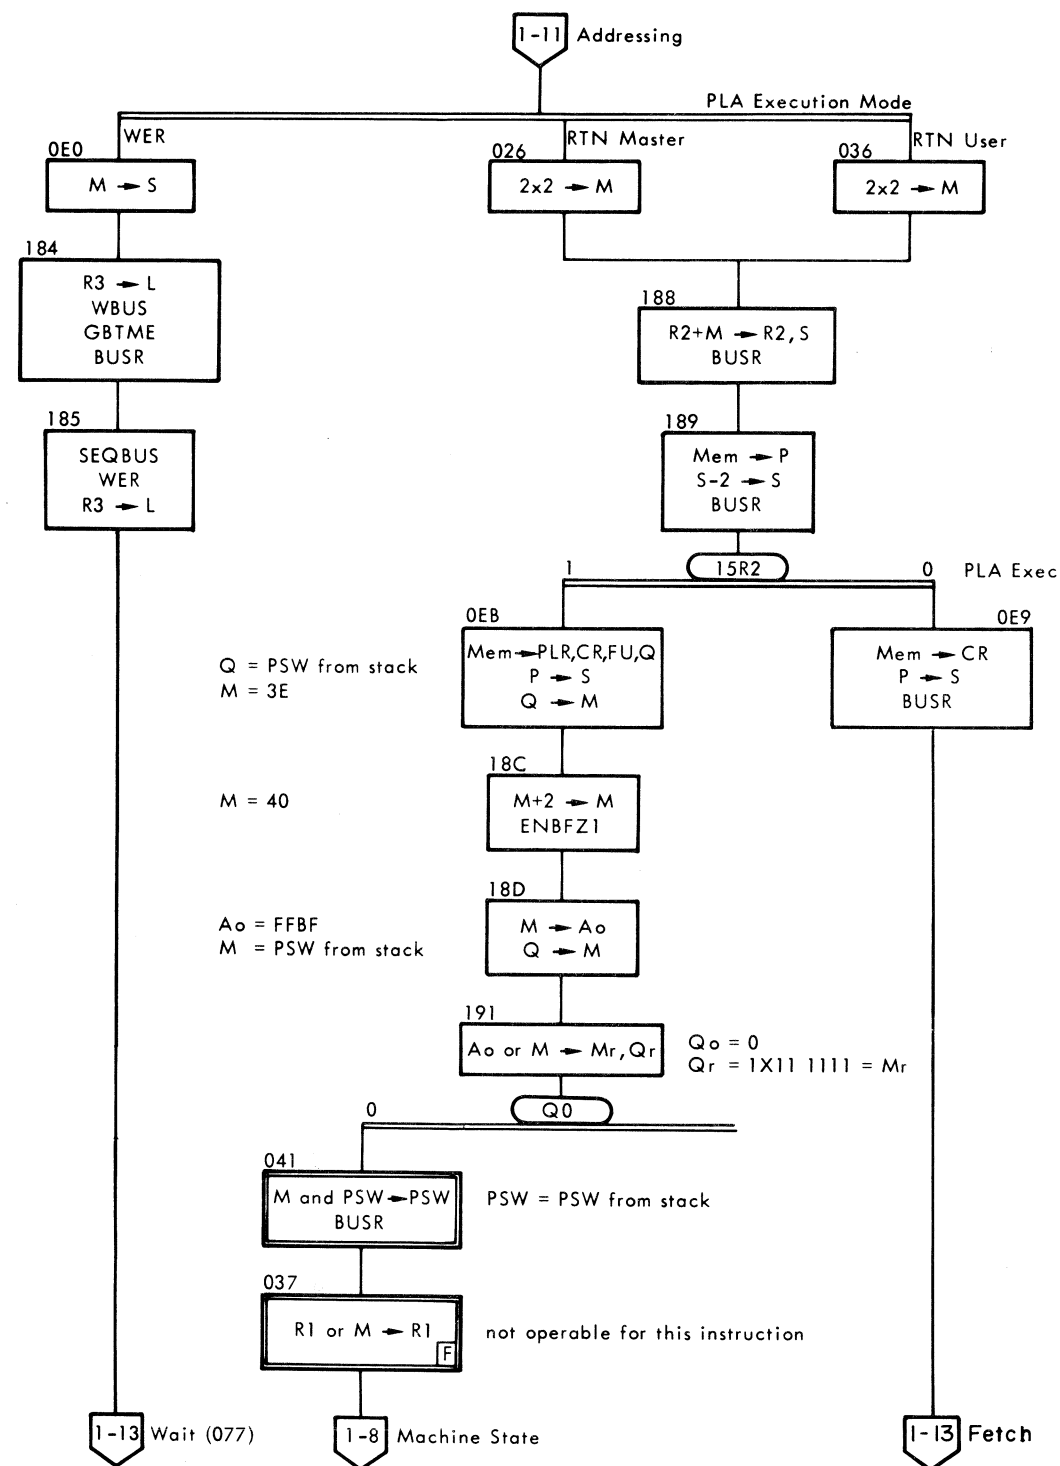 1-11 Addressing
PLA Execution Mode
WER
RTN Master
RTN User
0E0
026
036
M → S
2x2 → M
2x2 → M
184
R3 → L
WBUS
GBTME
BUSR
188
R2+M → R2,S
BUSR
185
SEQBUS
WER
R3 → L
189
Mem → P
S-2 → S
BUSR
15R2
1
0
PLA Exec
0EB
0E9
Q = PSW from stack
M = 3E
Mem→PLR,CR,FU,Q
P → S
Q → M
Mem → CR
P → S
BUSR
18C
M = 40
M+2 → M
ENBFZ1
18D
Ao = FFBF
M = PSW from stack
M → Ao
Q → M
191
Ao or M → Mr,Qr
Qo = 0
Qr = 1X11 1111 = Mr
Q0
0
041
M and PSW→PSW
BUSR
PSW = PSW from stack
037
R1 or M → R1
F
not operable for this instruction
1-13 Wait (077)
1-8 Machine State
1-13 Fetch